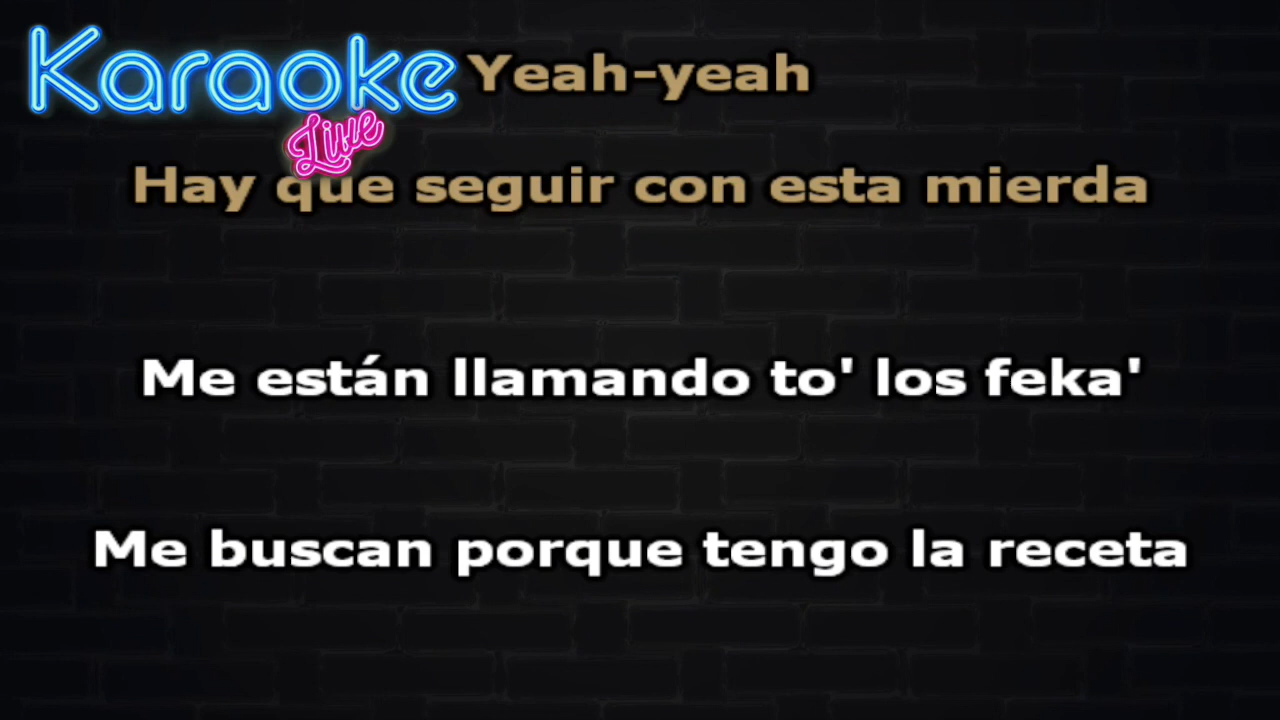 Karaoke
Live
Yeah-yeah
Hay que seguir con esta mierda
Me están llamando to' los feka'
Me buscan porque tengo la receta